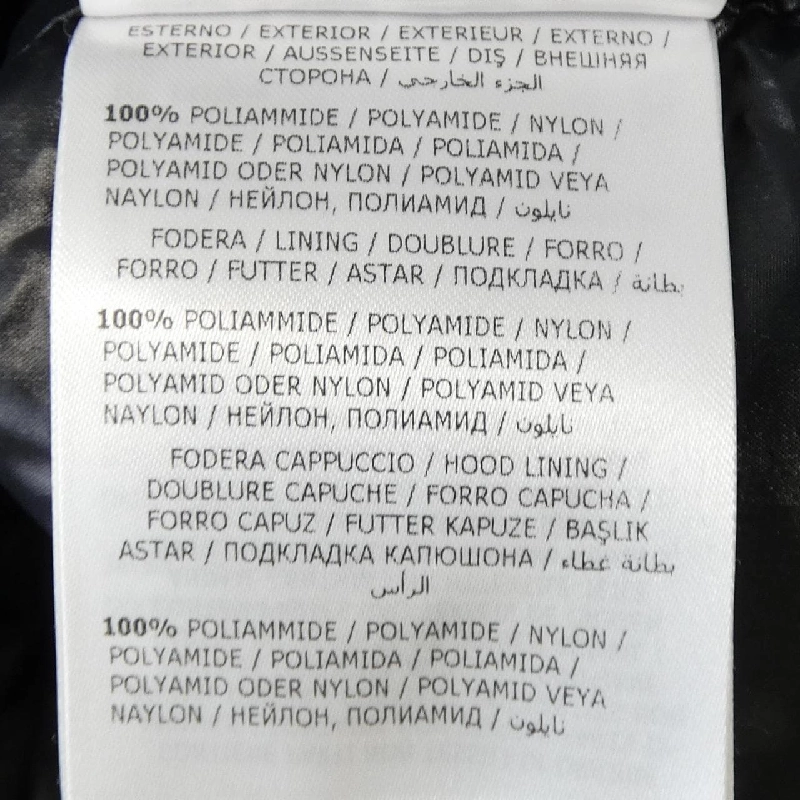 ESTERNO / EXTERIOR / EXTERIEUR / EXTERNO /
EXTERIOR / AUSSENSEITE / DIŞ / ВНЕШНЯЯ
СТОРОНА / الجزء الخارجي
100% POLIAMMIDE / POLYAMIDE / NYLON /
POLYAMIDE / POLIAMIDA / POLIAMIDA /
POLYAMID ODER NYLON / POLYAMID VEYA
NAYLON / НЕЙЛОН, ПОЛИАМИД / نايلون
FODERA / LINING / DOUBLURE / FORRO /
FORRO / FUTTER / ASTAR / ПОДКЛАДКА / بطانة
100% POLIAMMIDE / POLYAMIDE / NYLON /
POLYAMIDE / POLIAMIDA / POLIAMIDA /
POLYAMID ODER NYLON / POLYAMID VEYA
NAYLON / НЕЙЛОН, ПОЛИАМИД / نايلون
FODERA CAPPUCCIO / HOOD LINING /
DOUBLURE CAPUCHE / FORRO CAPUCHA /
FORRO CAPUZ / FUTTER KAPUZE / BAŞLIK
ASTAR / ПОДКЛАДКА КАПЮШОНА / بطانة غطاء
الرأس
100% POLIAMMIDE / POLYAMIDE / NYLON /
POLYAMIDE / POLIAMIDA / POLIAMIDA /
POLYAMID ODER NYLON / POLYAMID VEYA
NAYLON / НЕЙЛОН, ПОЛИАМИД / نايلون